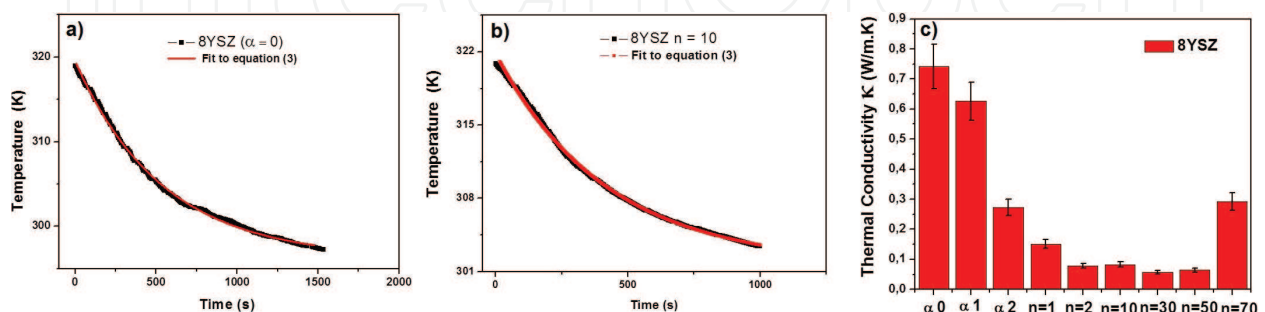 a)
8YSZ (α = 0)
Fit to equation (3)
Temperature (K)
320
310
300
0 500 1000 1500 2000
Time (s)
b)
8YSZ n = 10
Fit to equation (3)
Temperature (K)
322
315
308
301
0 500 1000
Time (s)
c)
8YSZ
Thermal Conductivity K (W/m.K)
0,9
0,8
0,7
0,6
0,5
0,4
0,3
0,2
0,1
0,0
α 0 α 1 α 2 n=1 n=2 n=10 n=30 n=50 n=70